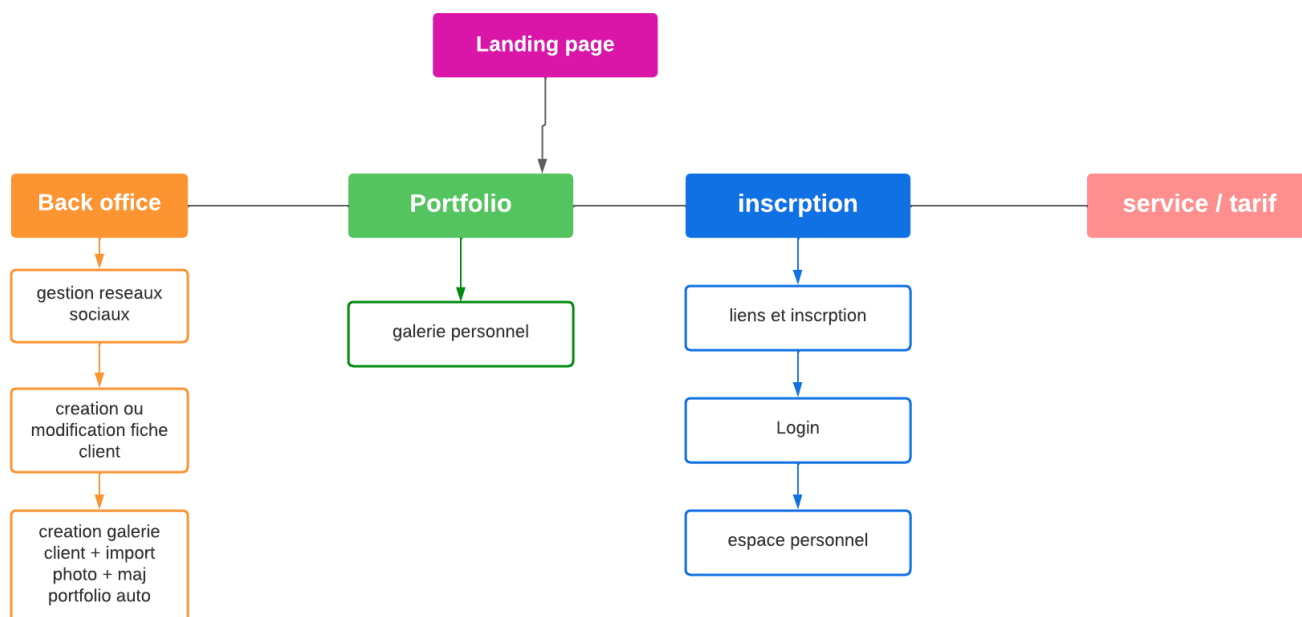 Landing page
Back office
Portfolio
inscrption
service / tarif
gestion reseaux
sociaux
creation ou
modification fiche
client
creation galerie
client + import
photo + maj
portfolio auto
galerie personnel
liens et inscrption
Login
espace personnel